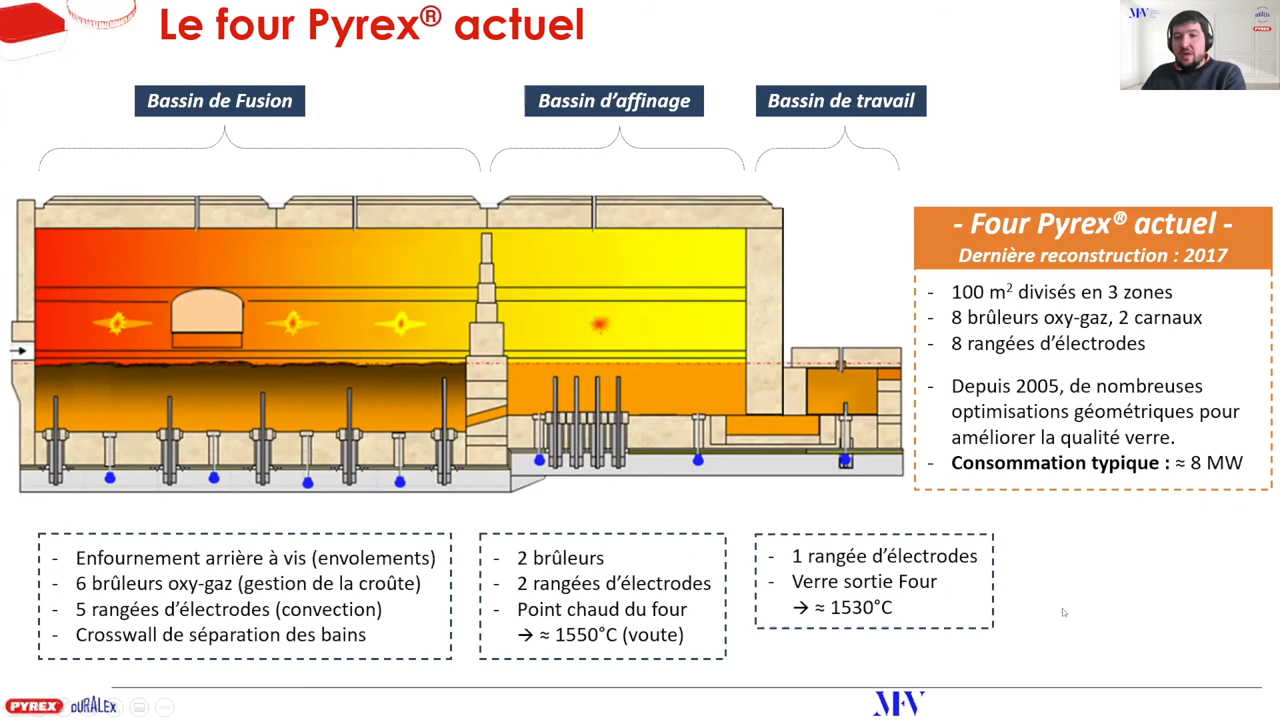 Le four Pyrex® actuel
Bassin de Fusion
Bassin d’affinage
Bassin de travail
- Four Pyrex® actuel -
Dernière reconstruction : 2017
- 100 m² divisés en 3 zones
- 8 brûleurs oxy-gaz, 2 carnaux
- 8 rangées d’électrodes
- Depuis 2005, de nombreuses
optimisations géométriques pour
améliorer la qualité verre.
- Consommation typique : ≈ 8 MW
- Enfournement arrière à vis (envolements)
- 6 brûleurs oxy-gaz (gestion de la croûte)
- 5 rangées d’électrodes (convection)
- Crosswall de séparation des bains
- 2 brûleurs
- 2 rangées d’électrodes
- Point chaud du four
→ ≈ 1550°C (voute)
- 1 rangée d’électrodes
- Verre sortie Four
→ ≈ 1530°C
PYREX DURALEX
MFV